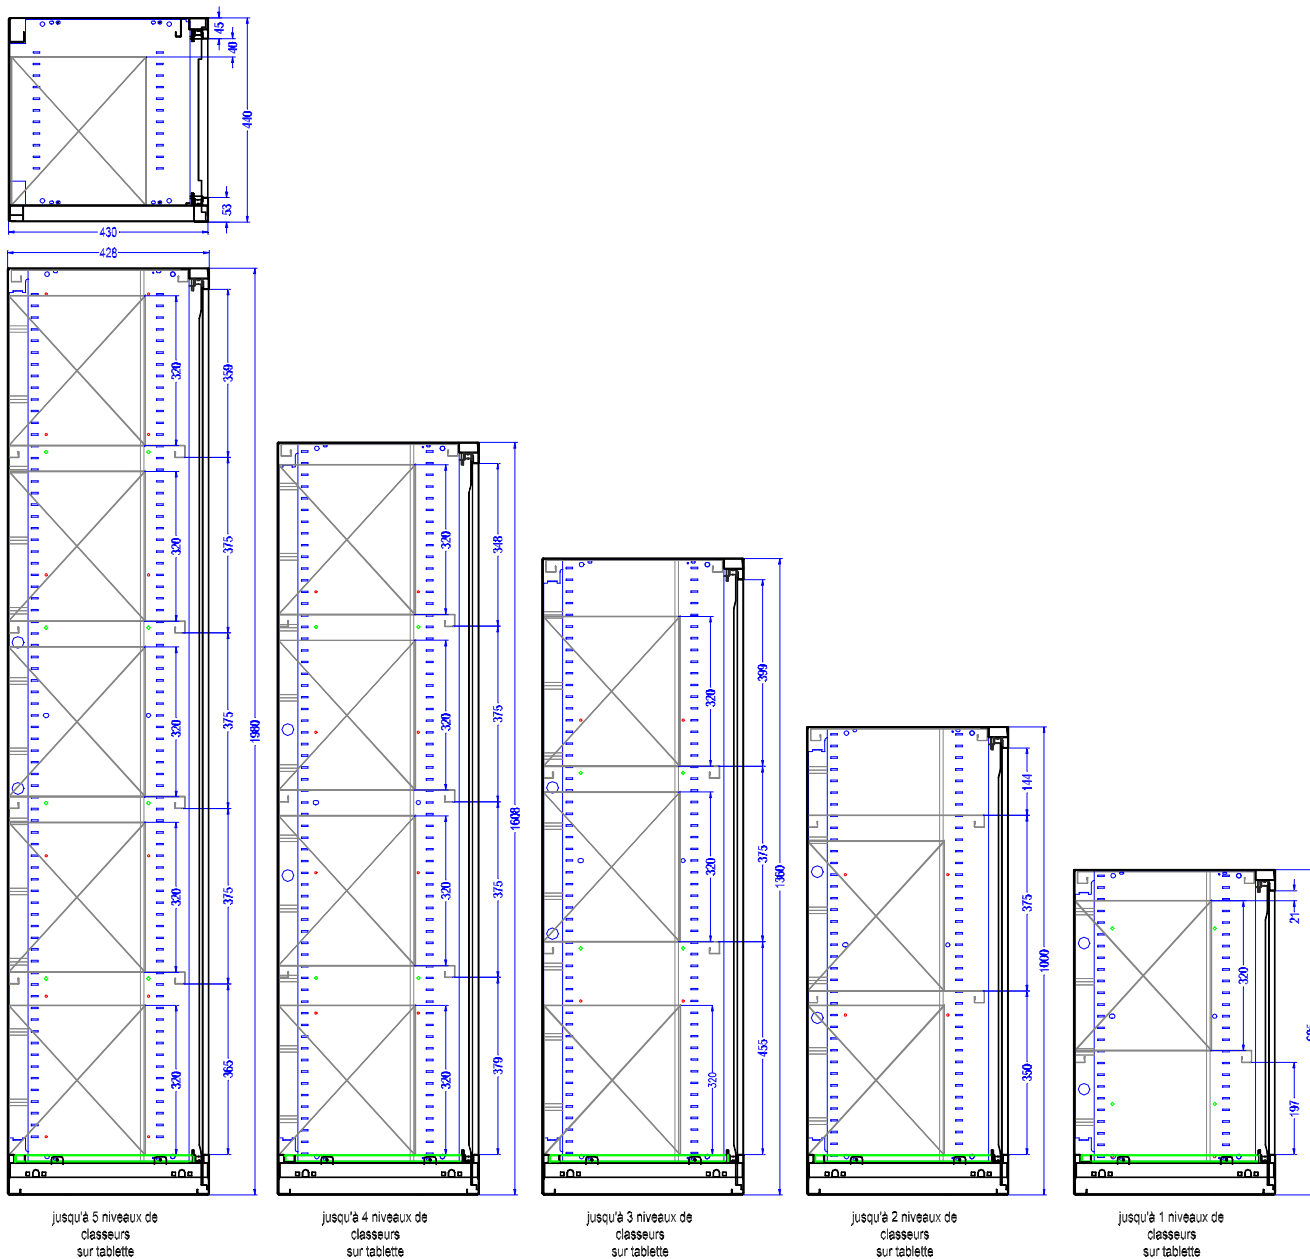 45
40
440
53
430
428
320
359
320
375
320
375
1980
320
375
320
365
320
348
320
375
320
375
1608
320
379
399
320
375
320
1360
455
320
144
375
1000
350
21
320
197
jusqu'à 5 niveaux de
classeurs
sur tablette
jusqu'à 4 niveaux de
classeurs
sur tablette
jusqu'à 3 niveaux de
classeurs
sur tablette
jusqu'à 2 niveaux de
classeurs
sur tablette
jusqu'à 1 niveaux de
classeurs
sur tablette